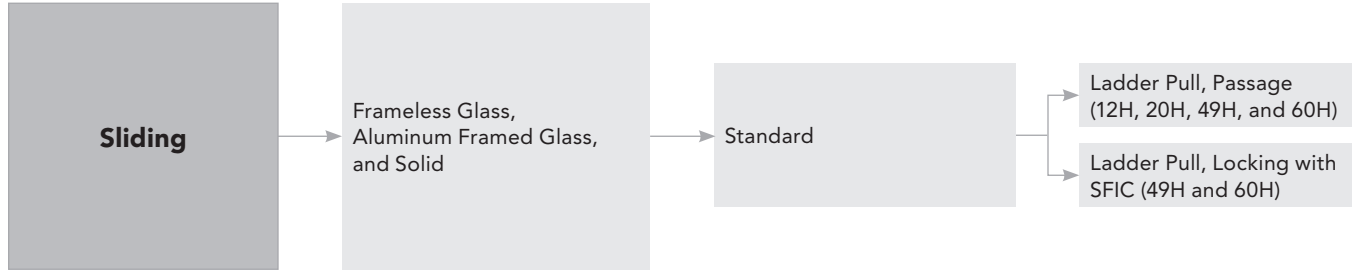 Sliding
Frameless Glass,
Aluminum Framed Glass,
and Solid
Standard
Ladder Pull, Passage
(12H, 20H, 49H, and 60H)
Ladder Pull, Locking with
SFIC (49H and 60H)